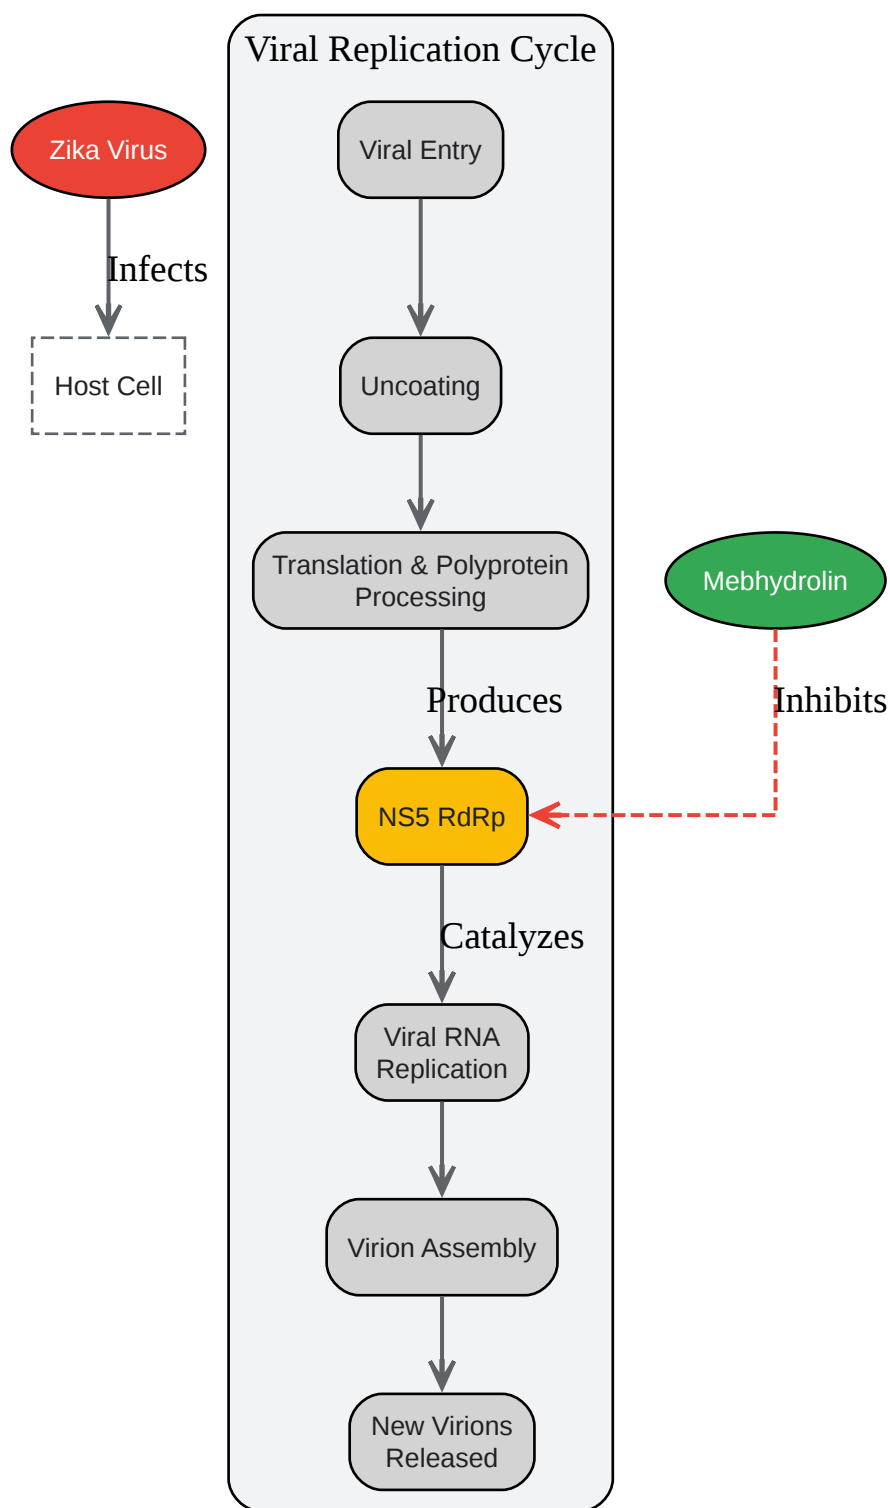 Viral Replication Cycle
Zika Virus
Viral Entry
Infects
Host Cell
Uncoating
Translation & Polyprotein
Processing
Mebhydrolin
Produces
Inhibits
NS5 RdRp
Catalyzes
Viral RNA
Replication
Virion Assembly
New Virions
Released